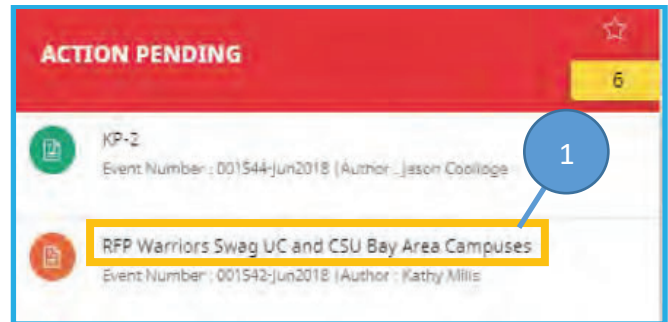 ACTION PENDING
6
KP-2
Event Number : 001544-Jun2018 (Author : Jason Coolloge
1
RFP Warriors Swag UC and CSU Bay Area Campuses
Event Number : 001542-Jun2018 (Author : Kathy Mills